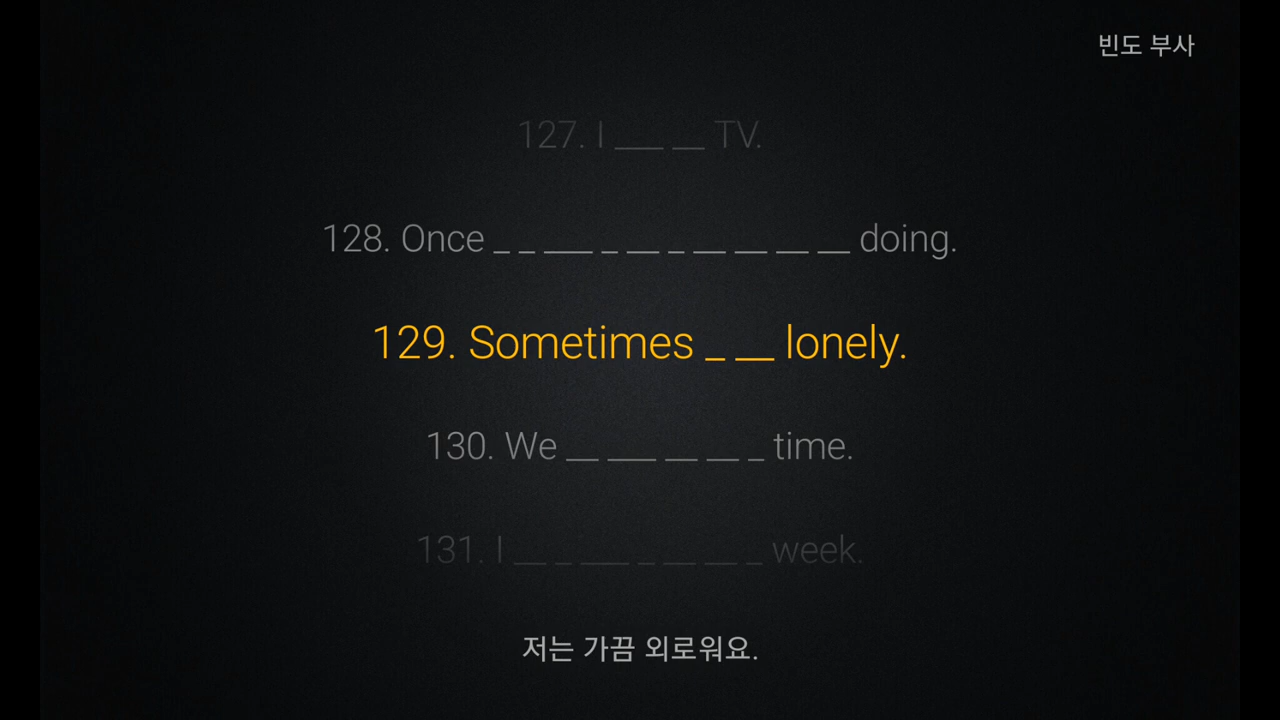 빈도 부사
127. I ___ __ TV.
128. Once _ _ ___ _ __ _ __ __ __ __ doing.
129. Sometimes _ __ lonely.
130. We __ ___ __ __ _ time.
131. I __ _ ___ _ __ __ _ week.
저는 가끔 외로워요.